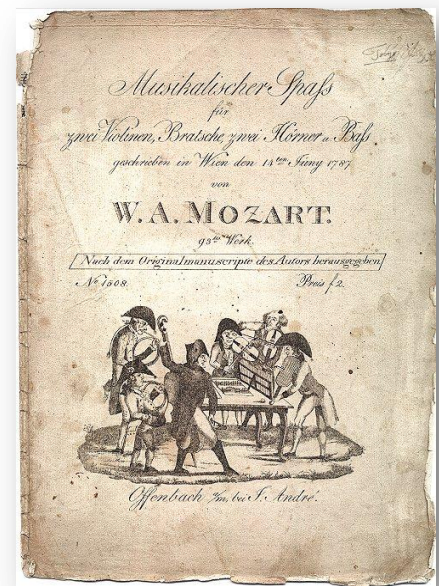 Musikalischer Spaſs
für
zwei Violinen, Bratsche, zwei Hörner u Baſs
geschrieben in Wien den 14ten Juny 1787
von
W. A. MOZART.
93tes Werk.
[Nach dem Originalmanuscripte des Autors herausgegeben]
No 1508. Preis f. 2.
Offenbach a/m, bei J. André.